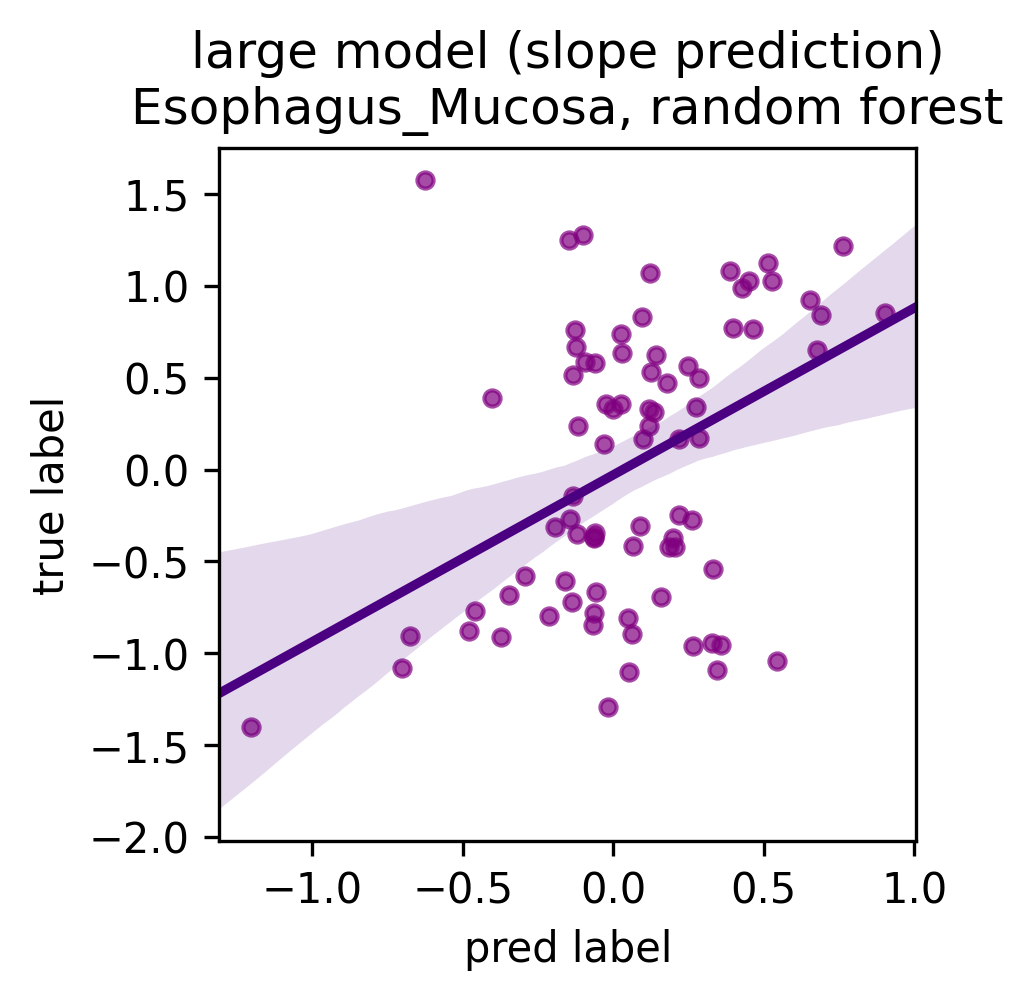 large model (slope prediction)
Esophagus_Mucosa, random forest
1.5
1.0
0.5
0.0
−0.5
−1.0
−1.5
−2.0
true label
−1.0 −0.5 0.0 0.5 1.0
pred label